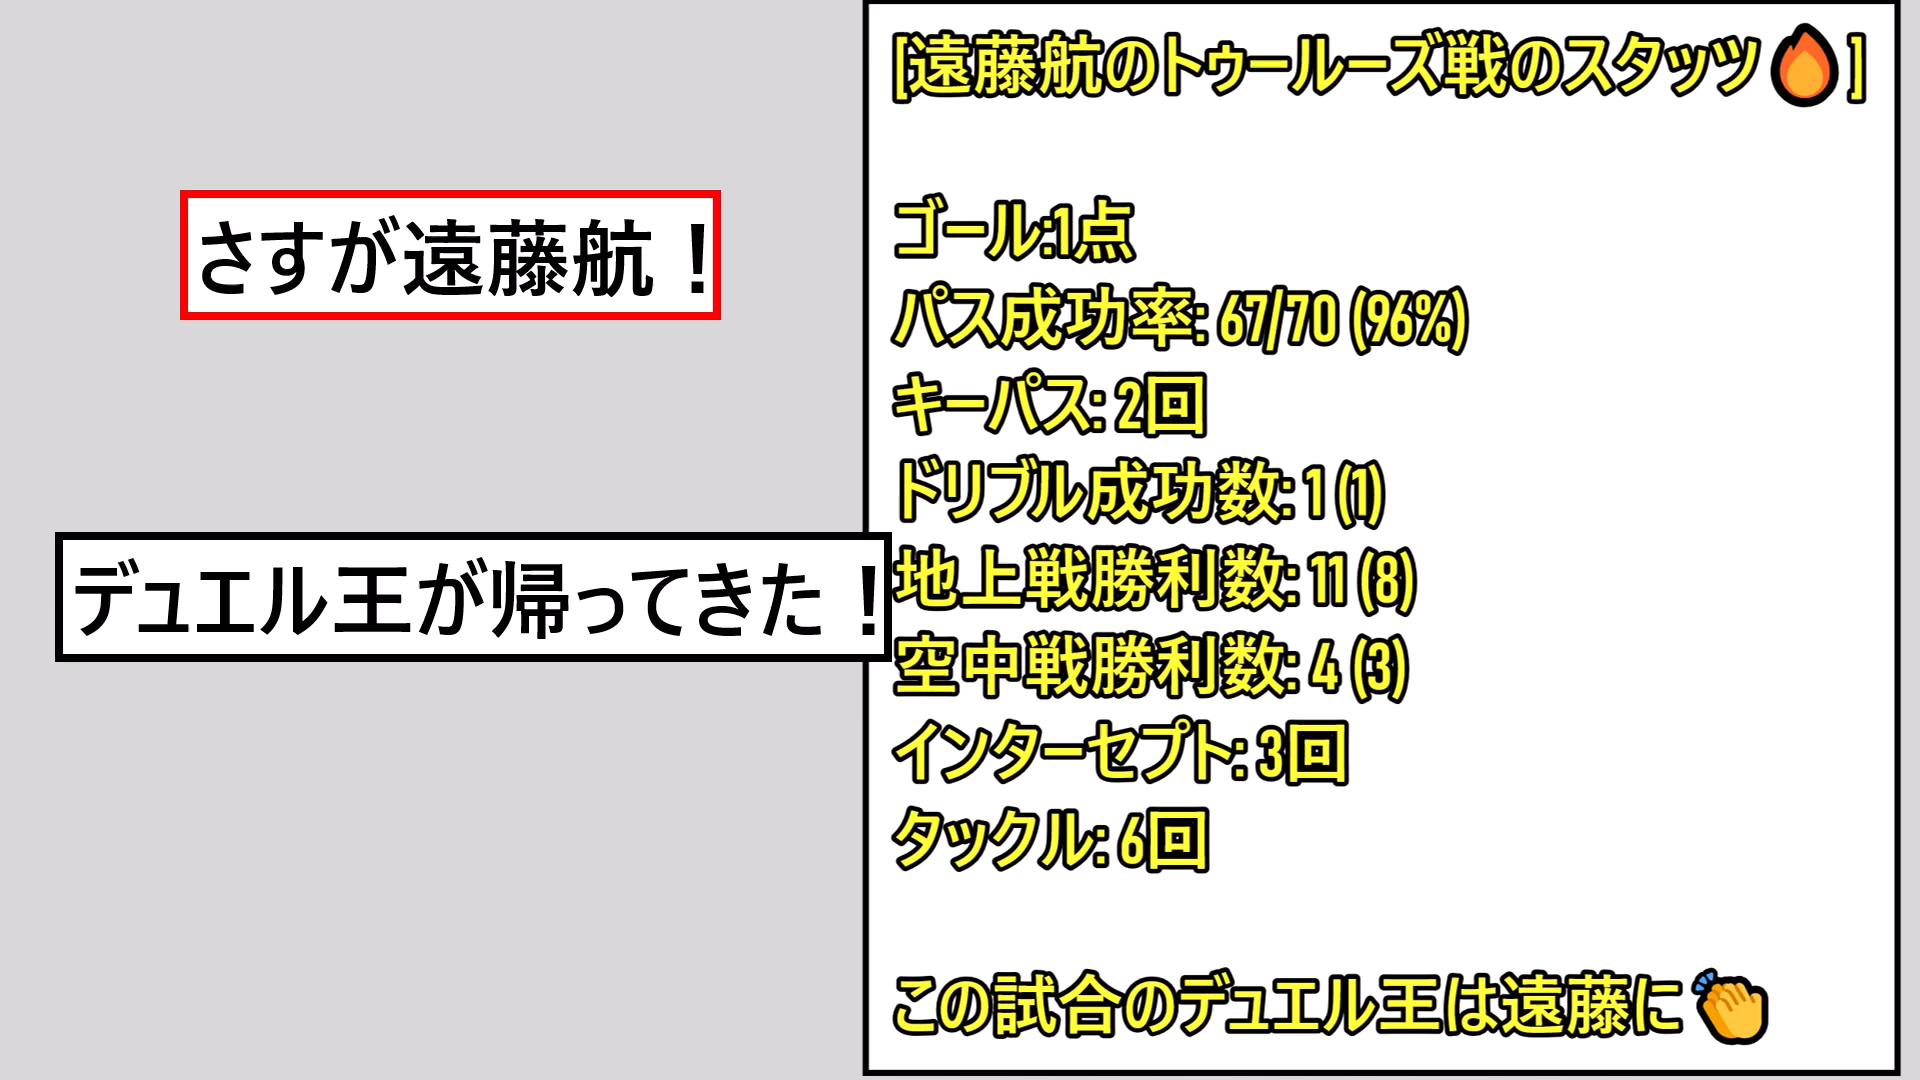 さすが遠藤航！
デュエル王が帰ってきた！
[遠藤航のトゥールーズ戦のスタッツ🔥]
ゴール:1点
パス成功率: 67/70 (96%)
キーパス: 2回
ドリブル成功数: 1 (1)
地上戦勝利数: 11 (8)
空中戦勝利数: 4 (3)
インターセプト: 3回
タックル: 6回
この試合のデュエル王は遠藤に👏